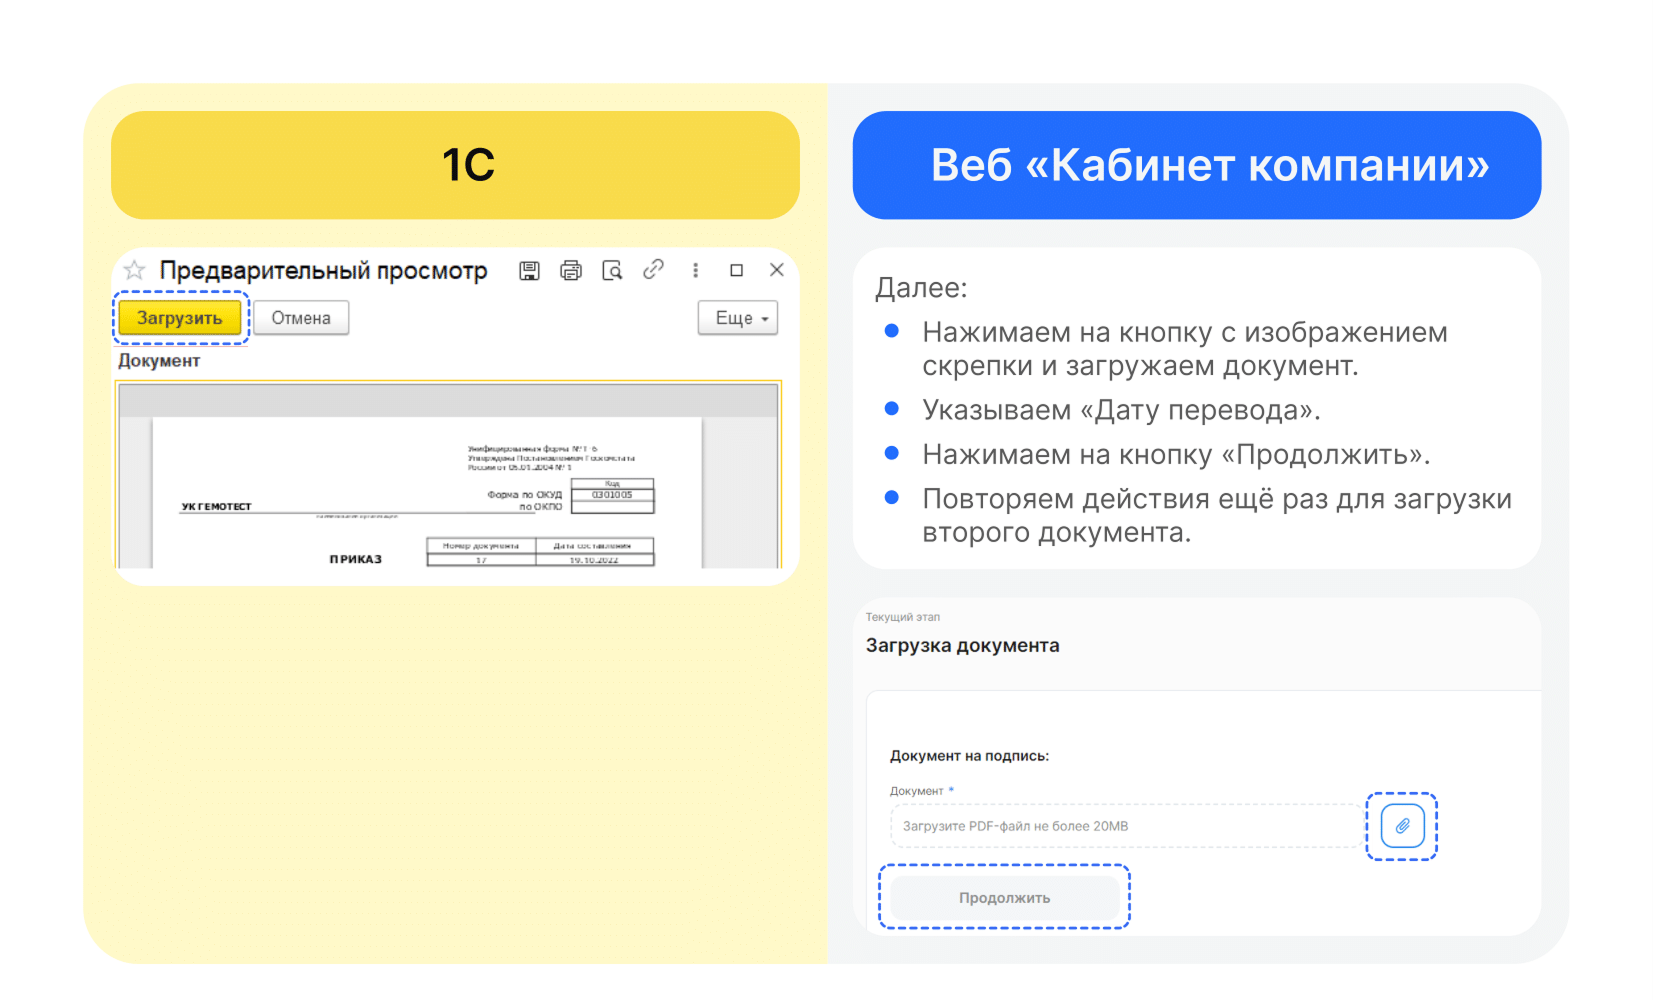 1С
Предварительный просмотр
Загрузить
Отмена
Еще
Документ
Унифицированная форма № Т-6
Утверждена Постановлением Госкомстата
России от 05.01.2004 № 1
Код
Форма по ОКУД
0301005
УК ГЕМОТЕСТ
по ОКПО
наименование организации
Номер документа
Дата составления
ПРИКАЗ
17
19.10.2022
Веб «Кабинет компании»
Далее:
Нажимаем на кнопку с изображением
скрепки и загружаем документ.
Указываем «Дату перевода».
Нажимаем на кнопку «Продолжить».
Повторяем действия ещё раз для загрузки
второго документа.
Текущий этап
Загрузка документа
Документ на подпись:
Документ *
Загрузите PDF-файл не более 20MB
Продолжить